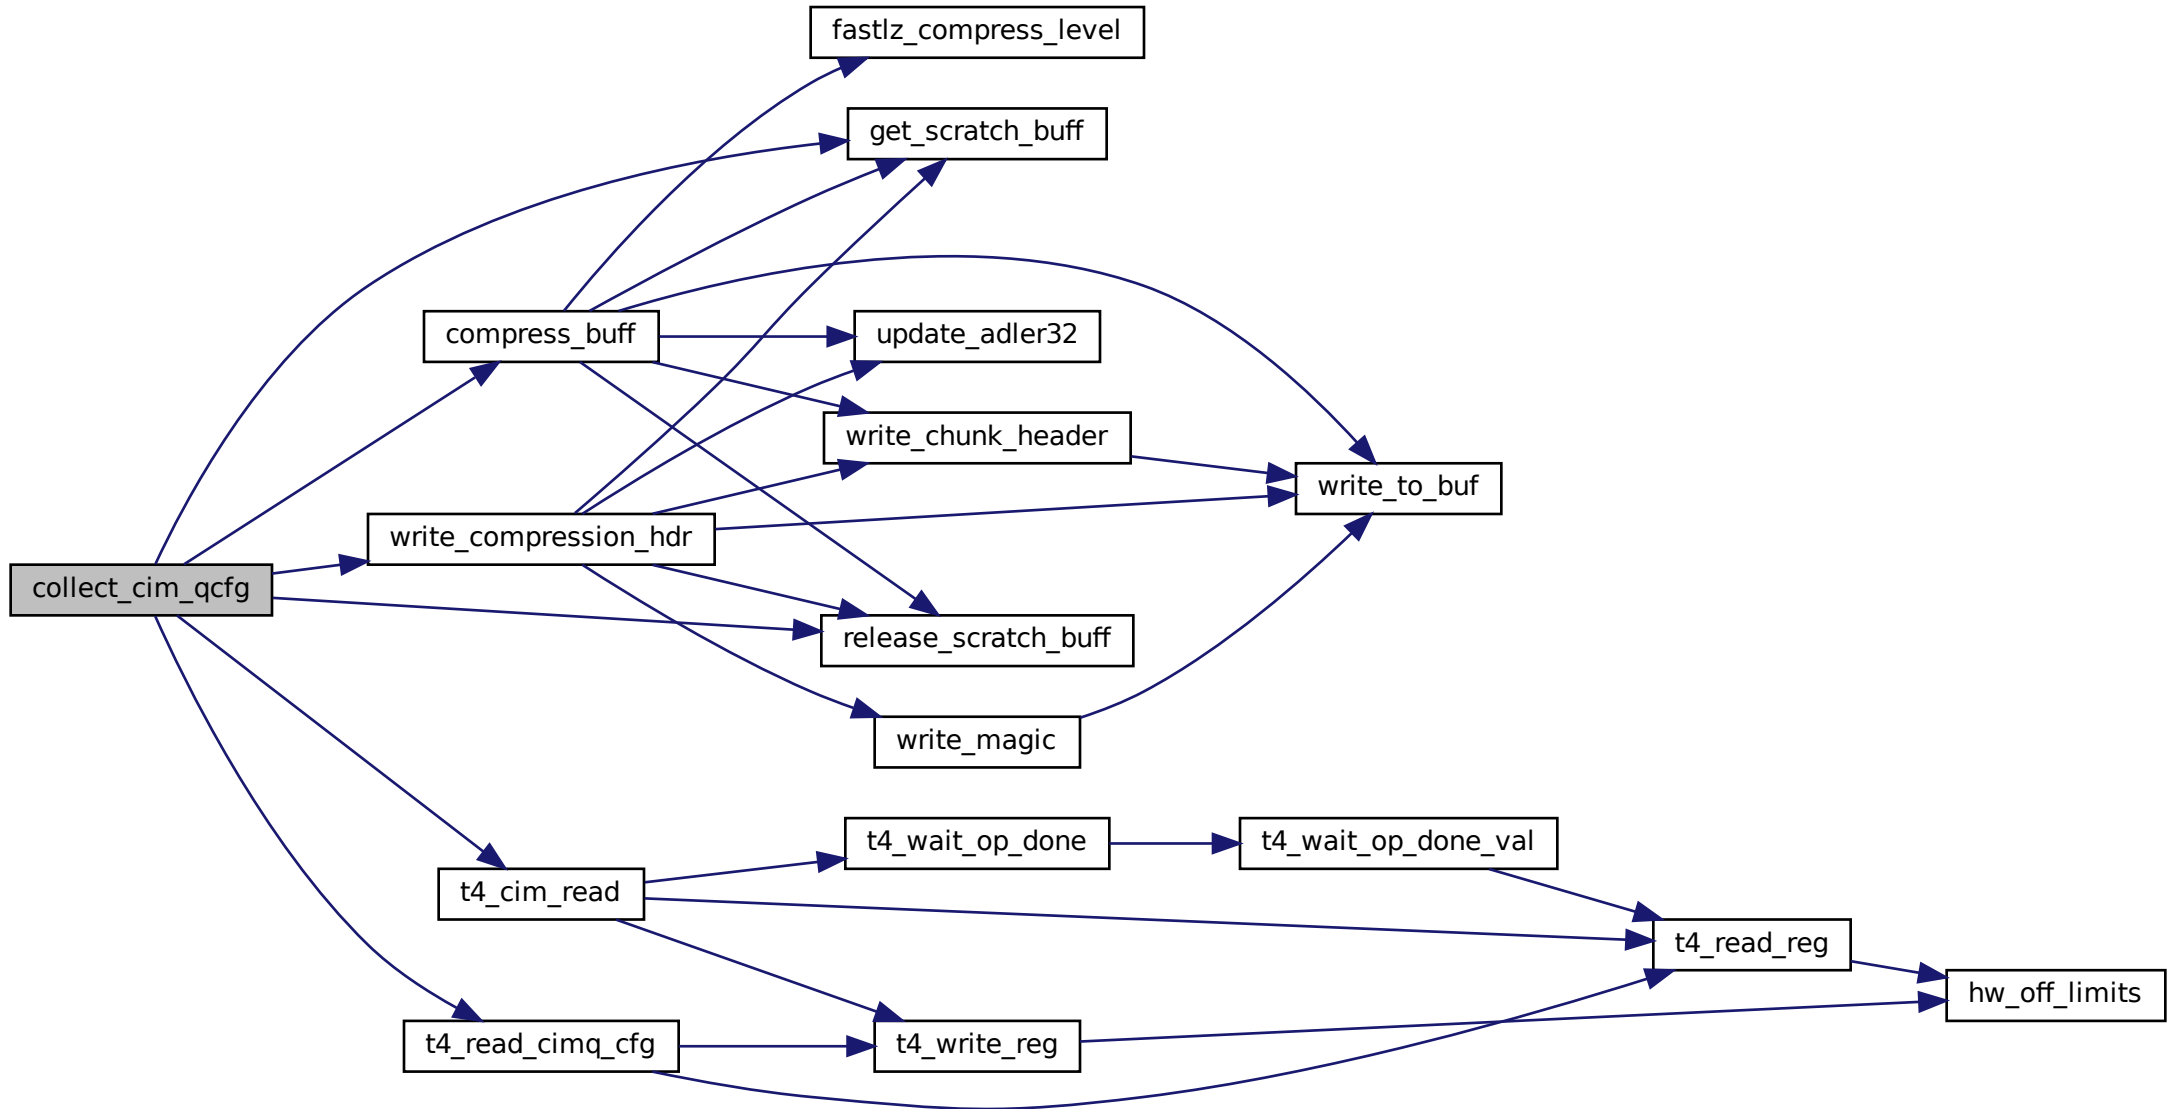 fastlz_compress_level
get_scratch_buff
compress_buff
update_adler32
write_chunk_header
write_to_buf
write_compression_hdr
collect_cim_qcfg
release_scratch_buff
write_magic
t4_wait_op_done
t4_wait_op_done_val
t4_cim_read
t4_read_reg
hw_off_limits
t4_read_cimq_cfg
t4_write_reg